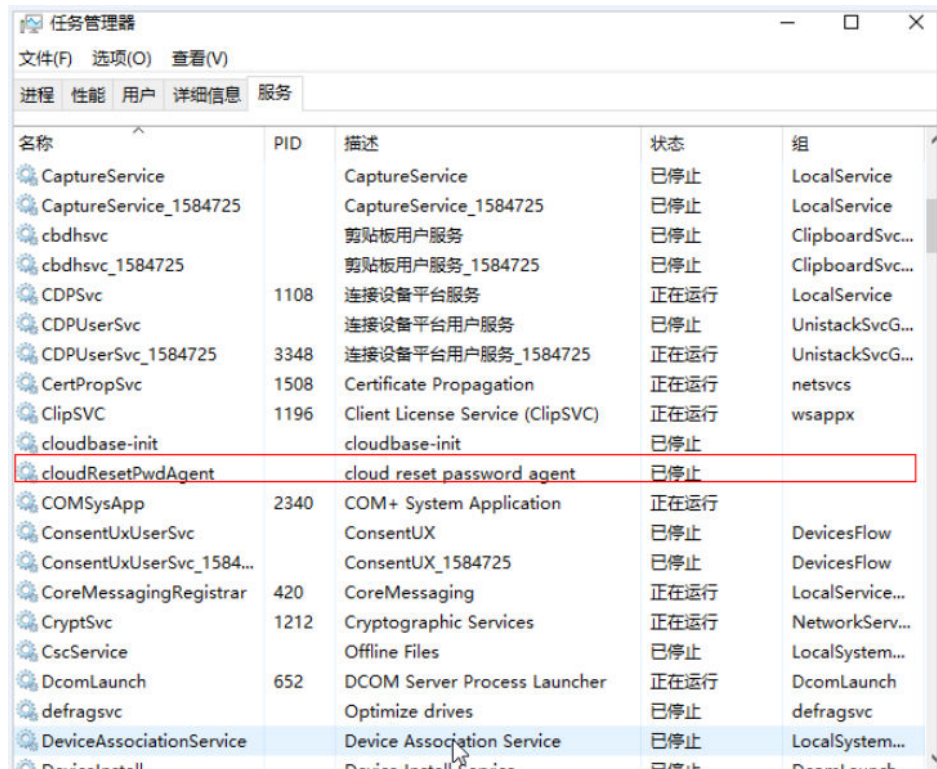 任务管理器
文件(F) 选项(O) 查看(V)
进程 性能 用户 详细信息 服务
名称 PID 描述 状态 组
CaptureService CaptureService 已停止 LocalService
CaptureService_1584725 CaptureService_1584725 已停止 LocalService
cbdhsvc 剪贴板用户服务 已停止 ClipboardSvc...
cbdhsvc_1584725 剪贴板用户服务_1584725 已停止 ClipboardSvc...
CDPSvc 1108 连接设备平台服务 正在运行 LocalService
CDPUserSvc 连接设备平台用户服务 已停止 UnistackSvcG...
CDPUserSvc_1584725 3348 连接设备平台用户服务_1584725 正在运行 UnistackSvcG...
CertPropSvc 1508 Certificate Propagation 正在运行 netsvcs
ClipSVC 1196 Client License Service (ClipSVC) 正在运行 wsappx
cloudbase-init cloudbase-init 已停止
cloudResetPwdAgent cloud reset password agent 已停止
COMSysApp 2340 COM+ System Application 正在运行
ConsentUxUserSvc ConsentUX 已停止 DevicesFlow
ConsentUxUserSvc_1584... ConsentUX_1584725 已停止 DevicesFlow
CoreMessagingRegistrar 420 CoreMessaging 正在运行 LocalService...
CryptSvc 1212 Cryptographic Services 正在运行 NetworkServ...
CscService Offline Files 已停止 LocalSystem...
DcomLaunch 652 DCOM Server Process Launcher 正在运行 DcomLaunch
defragsvc Optimize drives 已停止 defragsvc
DeviceAssociationService Device Association Service 已停止 LocalSystem...
DeviceInstall Device Install Service 已停止 DcomLaunch